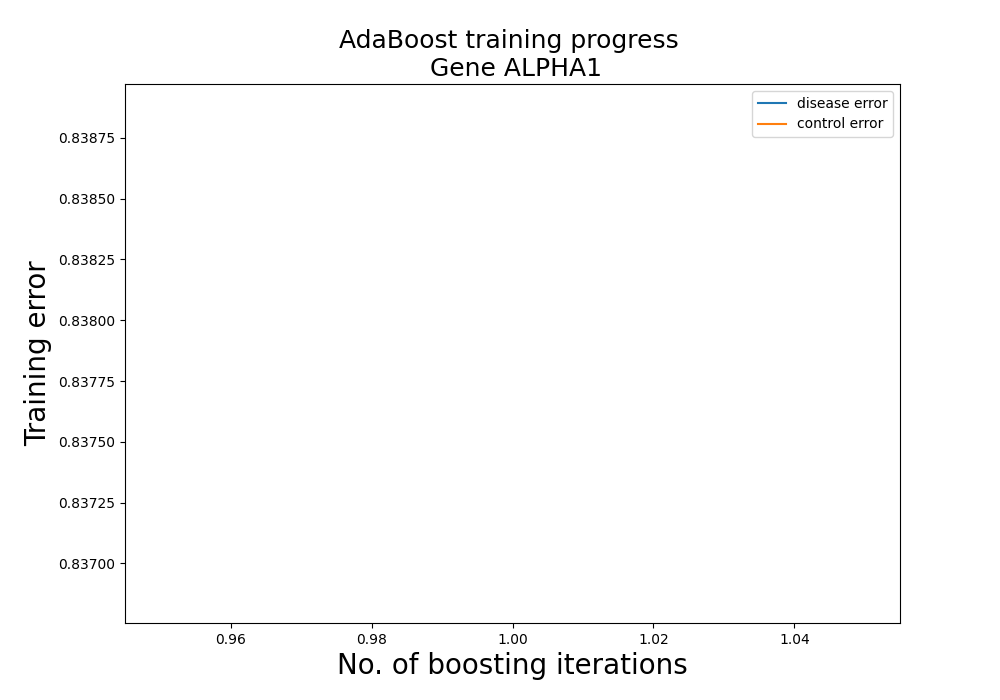 AdaBoost training progress
Gene ALPHA1
disease error
control error
0.83875
0.83850
0.83825
0.83800
0.83775
0.83750
0.83725
0.83700
Training error
0.96 0.98 1.00 1.02 1.04
No. of boosting iterations